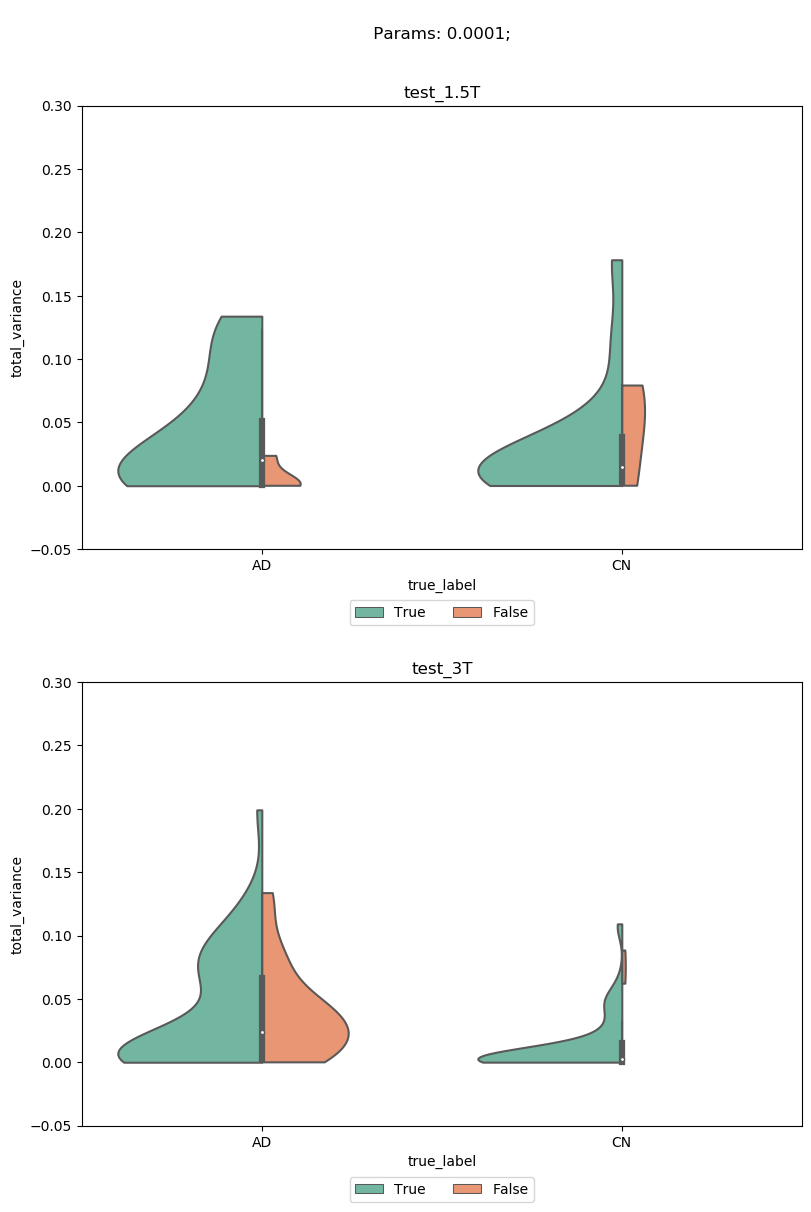 Params: 0.0001;
test_1.5T
0.30
0.25
0.20
0.15
0.10
0.05
0.00
−0.05
total_variance
AD CN
true_label
True False
test_3T
0.30
0.25
0.20
0.15
0.10
0.05
0.00
−0.05
total_variance
AD CN
true_label
True False